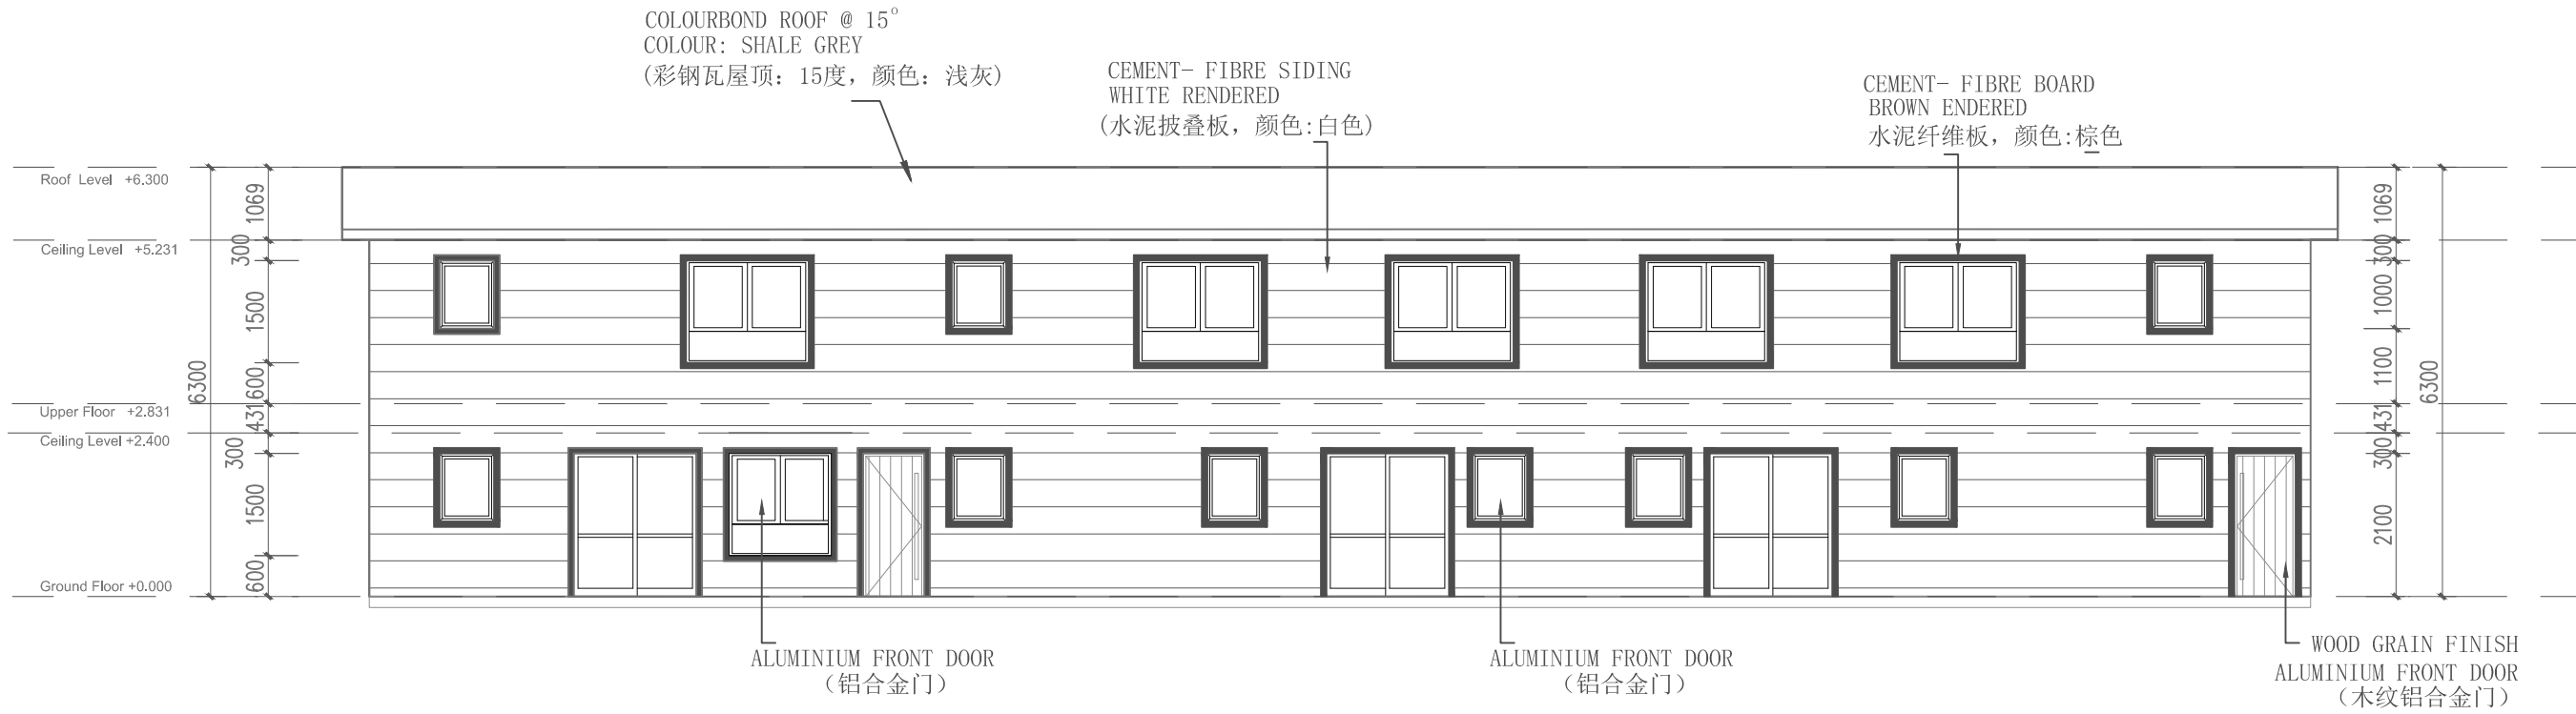 COLOURBOND ROOF @ 15°
COLOUR: SHALE GREY
(彩钢瓦屋顶: 15度, 颜色: 浅灰)
CEMENT- FIBRE SIDING
WHITE RENDERED
(水泥披叠板, 颜色:白色)
CEMENT- FIBRE BOARD
BROWN ENDERED
水泥纤维板, 颜色:棕色
Roof Level +6.300
Ceiling Level +5.231
Upper Floor +2.831
Ceiling Level +2.400
Ground Floor +0.000
6300
1069
300
1500
600
431
300
1500
600
1069
300
1000
1100
431
300
2100
6300
ALUMINIUM FRONT DOOR
(铝合金门)
ALUMINIUM FRONT DOOR
(铝合金门)
WOOD GRAIN FINISH
ALUMINIUM FRONT DOOR
(木纹铝合金门)